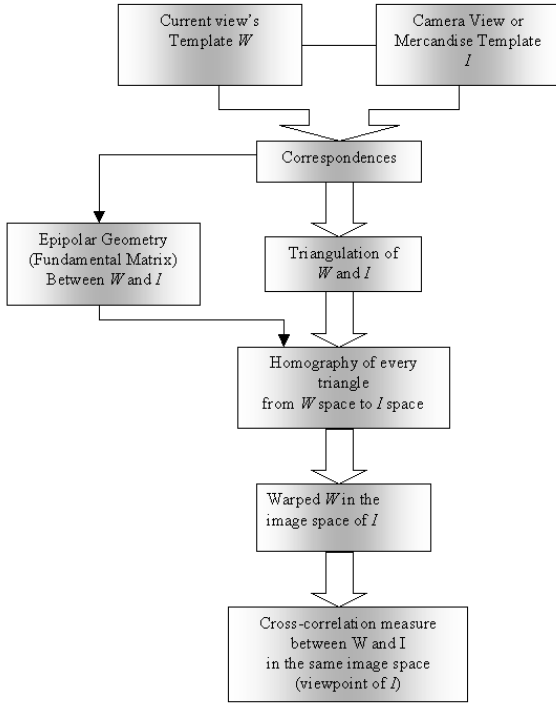 Current view's
Template W
Camera View or
Mercandise Template
I
Correspondences
Epipolar Geometry
(Fundamental Matrix)
Between W and I
Triangulation of
W and I
Homography of every
triangle
from W space to I space
Warped W in the
image space of I
Cross-correlation measure
between W and I
in the same image space
(viewpoint of I)